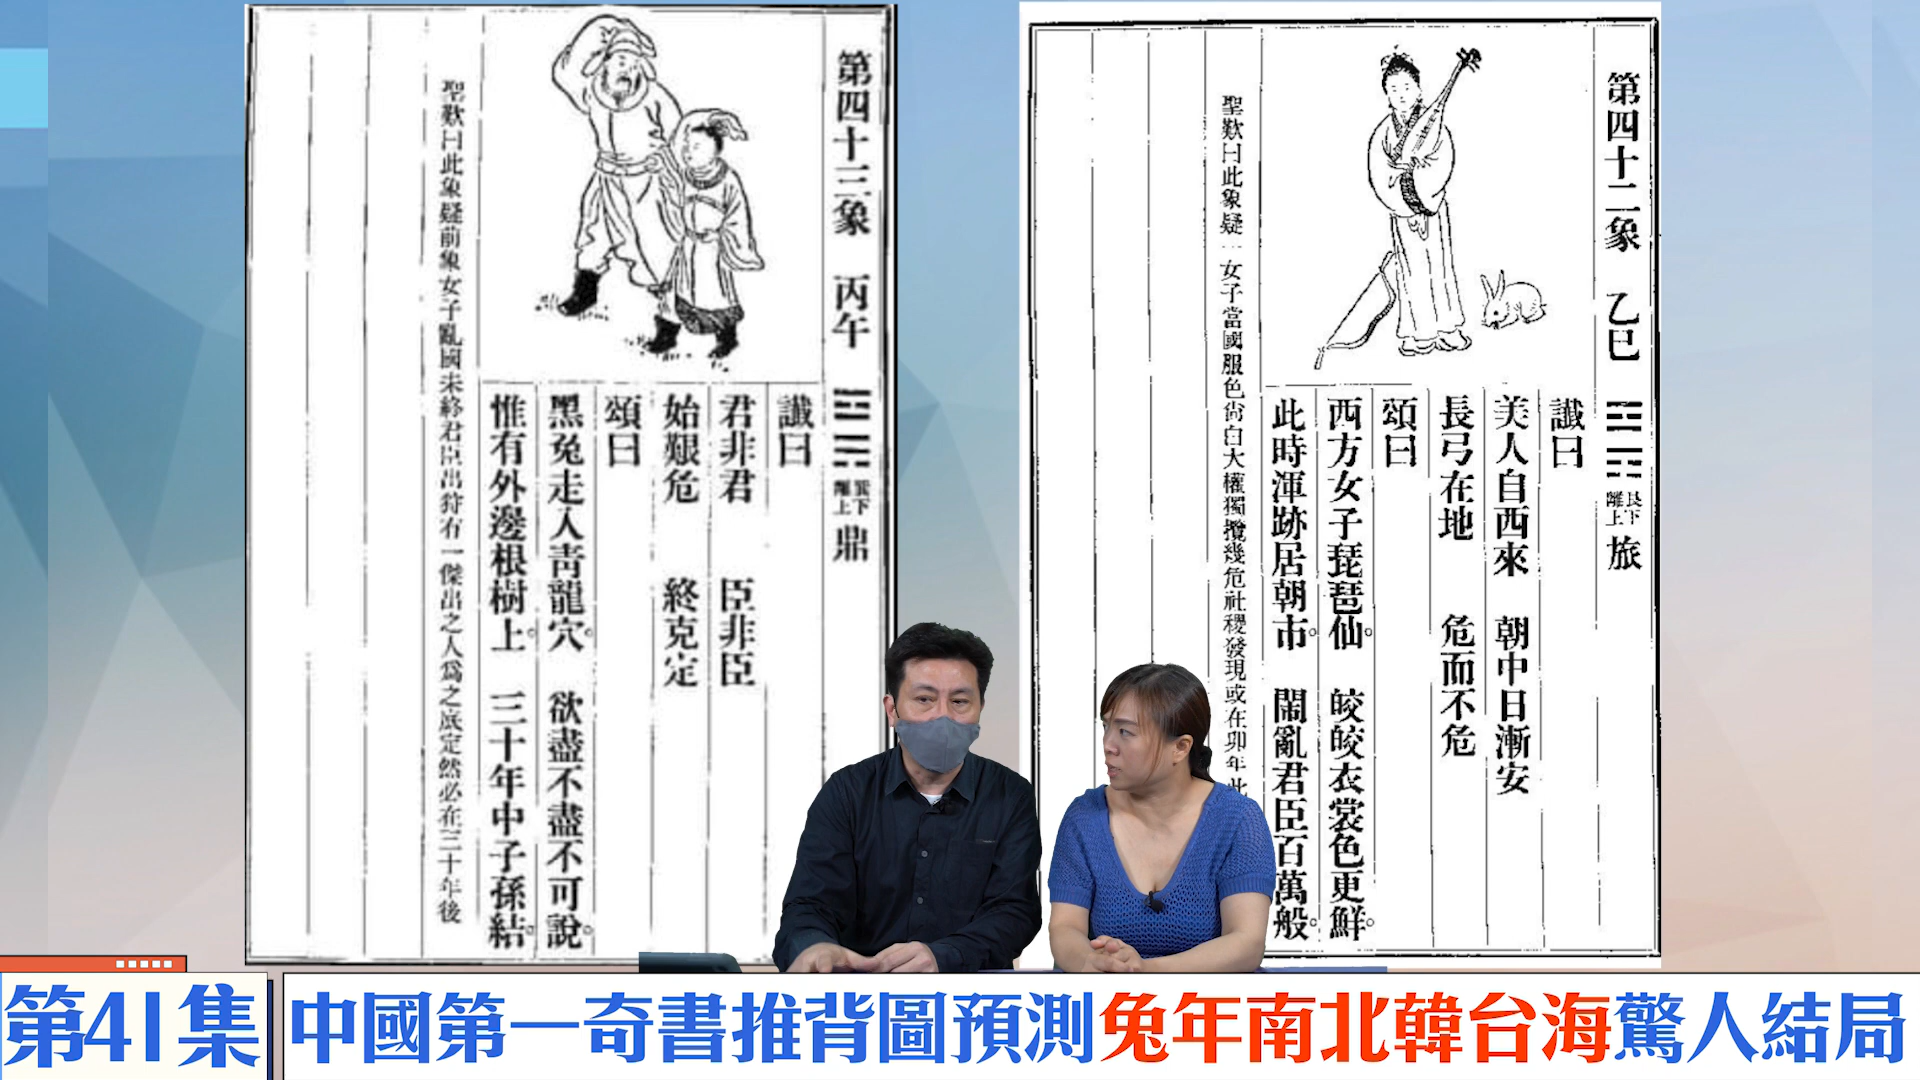 第四十二象 乙巳
艮下離上 旅
讖曰
美人自西來 朝中日漸安
長弓在地 危而不危
頌曰
西方女子琵琶仙。 皎皎衣裳色更鮮。
此時渾跡居朝市。 鬧亂君臣百萬般。
聖歎曰此象疑一女子當國服色尚白大權獨攬幾危社稷發現或在卯年此
第四十三象 丙午
巽下離上 鼎
讖曰
君非君 臣非臣
始艱危 終克定
頌曰
黑兔走入青龍穴。 欲盡不盡不可說。
惟有外邊根樹上。 三十年中子孫結。
聖歎曰此象疑前象女子亂國未終君臣出狩有一傑出之人為之底定然必在三十年後
第41集
中國第一奇書推背圖預測兔年南北韓台海驚人結局